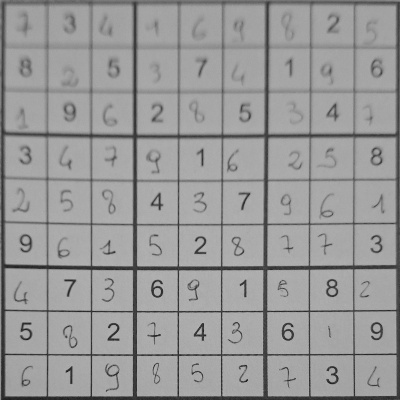 7 3 4 1 6 9 8 2 5
8 2 5 3 7 4 1 9 6
1 9 6 2 8 5 3 4 7
3 4 7 9 1 6 2 5 8
2 5 8 4 3 7 9 6 1
9 6 1 5 2 8 7 7 3
4 7 3 6 9 1 5 8 2
5 8 2 7 4 3 6 1 9
6 1 9 8 5 2 7 3 4